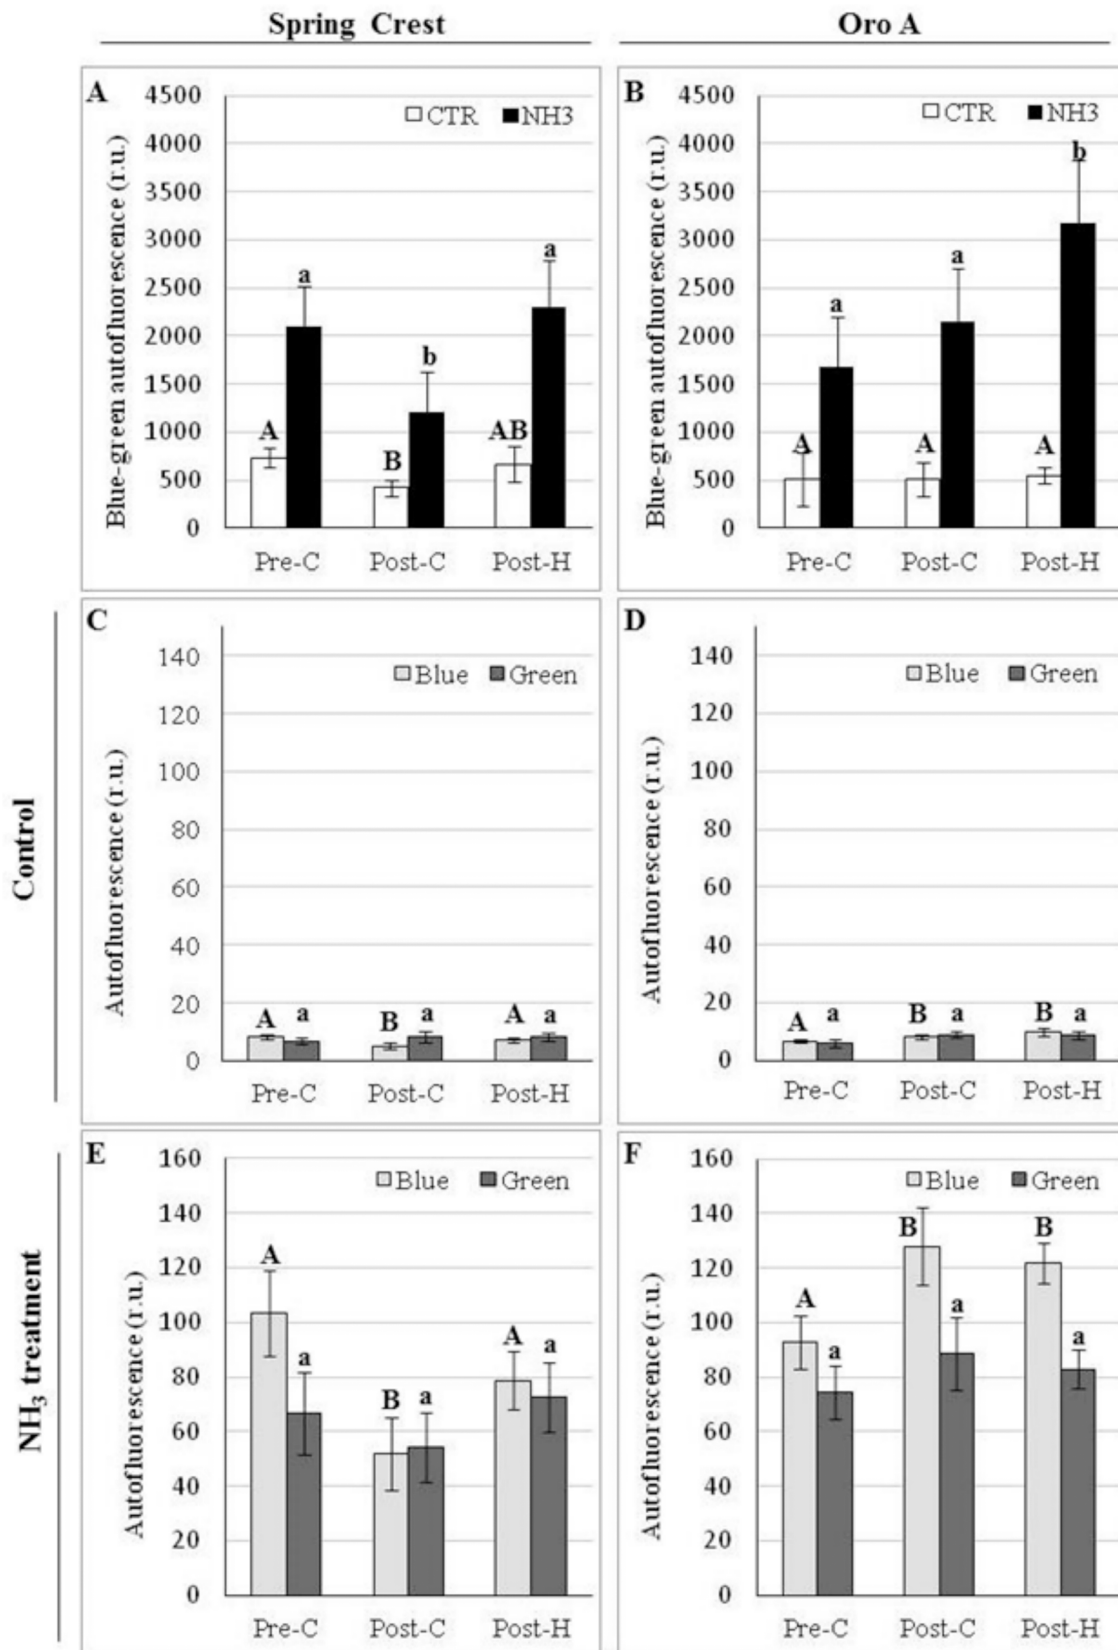 Spring Crest
Oro A
A
CTR NH3
Blue-green autofluorescence (r.u.)
4500
4000
3500
3000
2500
2000
1500
1000
500
0
A a
B b
AB a
Pre-C Post-C Post-H
B
CTR NH3
Blue-green autofluorescence (r.u.)
4500
4000
3500
3000
2500
2000
1500
1000
500
0
A a
A a
A b
Pre-C Post-C Post-H
Control
C
Blue Green
Autofluorescence (r.u.)
140
120
100
80
60
40
20
0
A a
B a
A a
Pre-C Post-C Post-H
D
Blue Green
Autofluorescence (r.u.)
140
120
100
80
60
40
20
0
A a
B a
B a
Pre-C Post-C Post-H
NH3 treatment
E
Blue Green
Autofluorescence (r.u.)
160
140
120
100
80
60
40
20
0
A a
B a
A a
Pre-C Post-C Post-H
F
Blue Green
Autofluorescence (r.u.)
160
140
120
100
80
60
40
20
0
A a
B a
B a
Pre-C Post-C Post-H